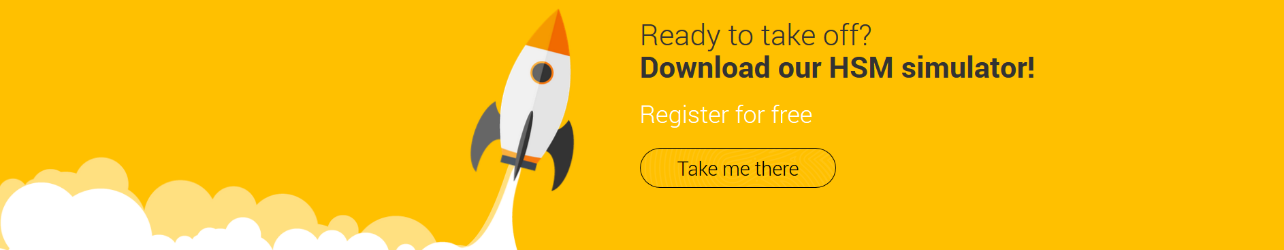 Ready to take off?
Download our HSM simulator!
Register for free
Take me there